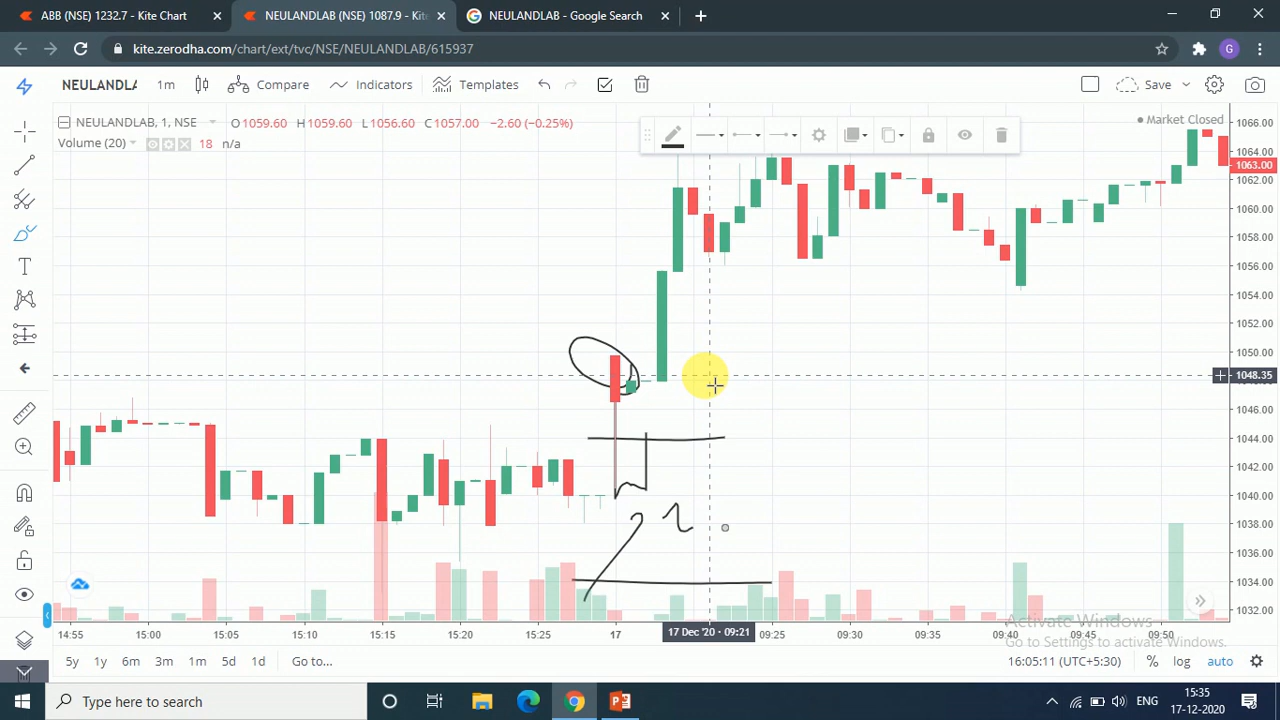 ABB (NSE) 1232.7 - Kite Chart
NEULANDLAB (NSE) 1087.9 - Kite
NEULANDLAB - Google Search
kite.zerodha.com/chart/ext/tvc/NSE/NEULANDLAB/615937
G
NEULANDLA
1m
Compare
Indicators
Templates
Save
NEULANDLAB, 1, NSE
O1059.60 H1059.60 L1056.60 C1057.00 −2.60 (−0.25%)
Volume (20)
18 n/a
Market Closed
1066.00
1064.00
1063.00
1062.00
1060.00
1058.00
1056.00
1054.00
1052.00
1050.00
1048.35
1046.00
1044.00
1042.00
1040.00
1038.00
1036.00
1034.00
1032.00
14:55
15:00
15:05
15:10
15:15
15:20
15:25
17
17 Dec '20 - 09:21
09:25
09:30
09:35
09:40
09:45
09:50
Activate Windows
Go to Settings to activate Windows.
5y
1y
6m
3m
1m
5d
1d
Go to...
16:05:11 (UTC+5:30)
%
log
auto
Type here to search
ENG
15:35
17-12-2020